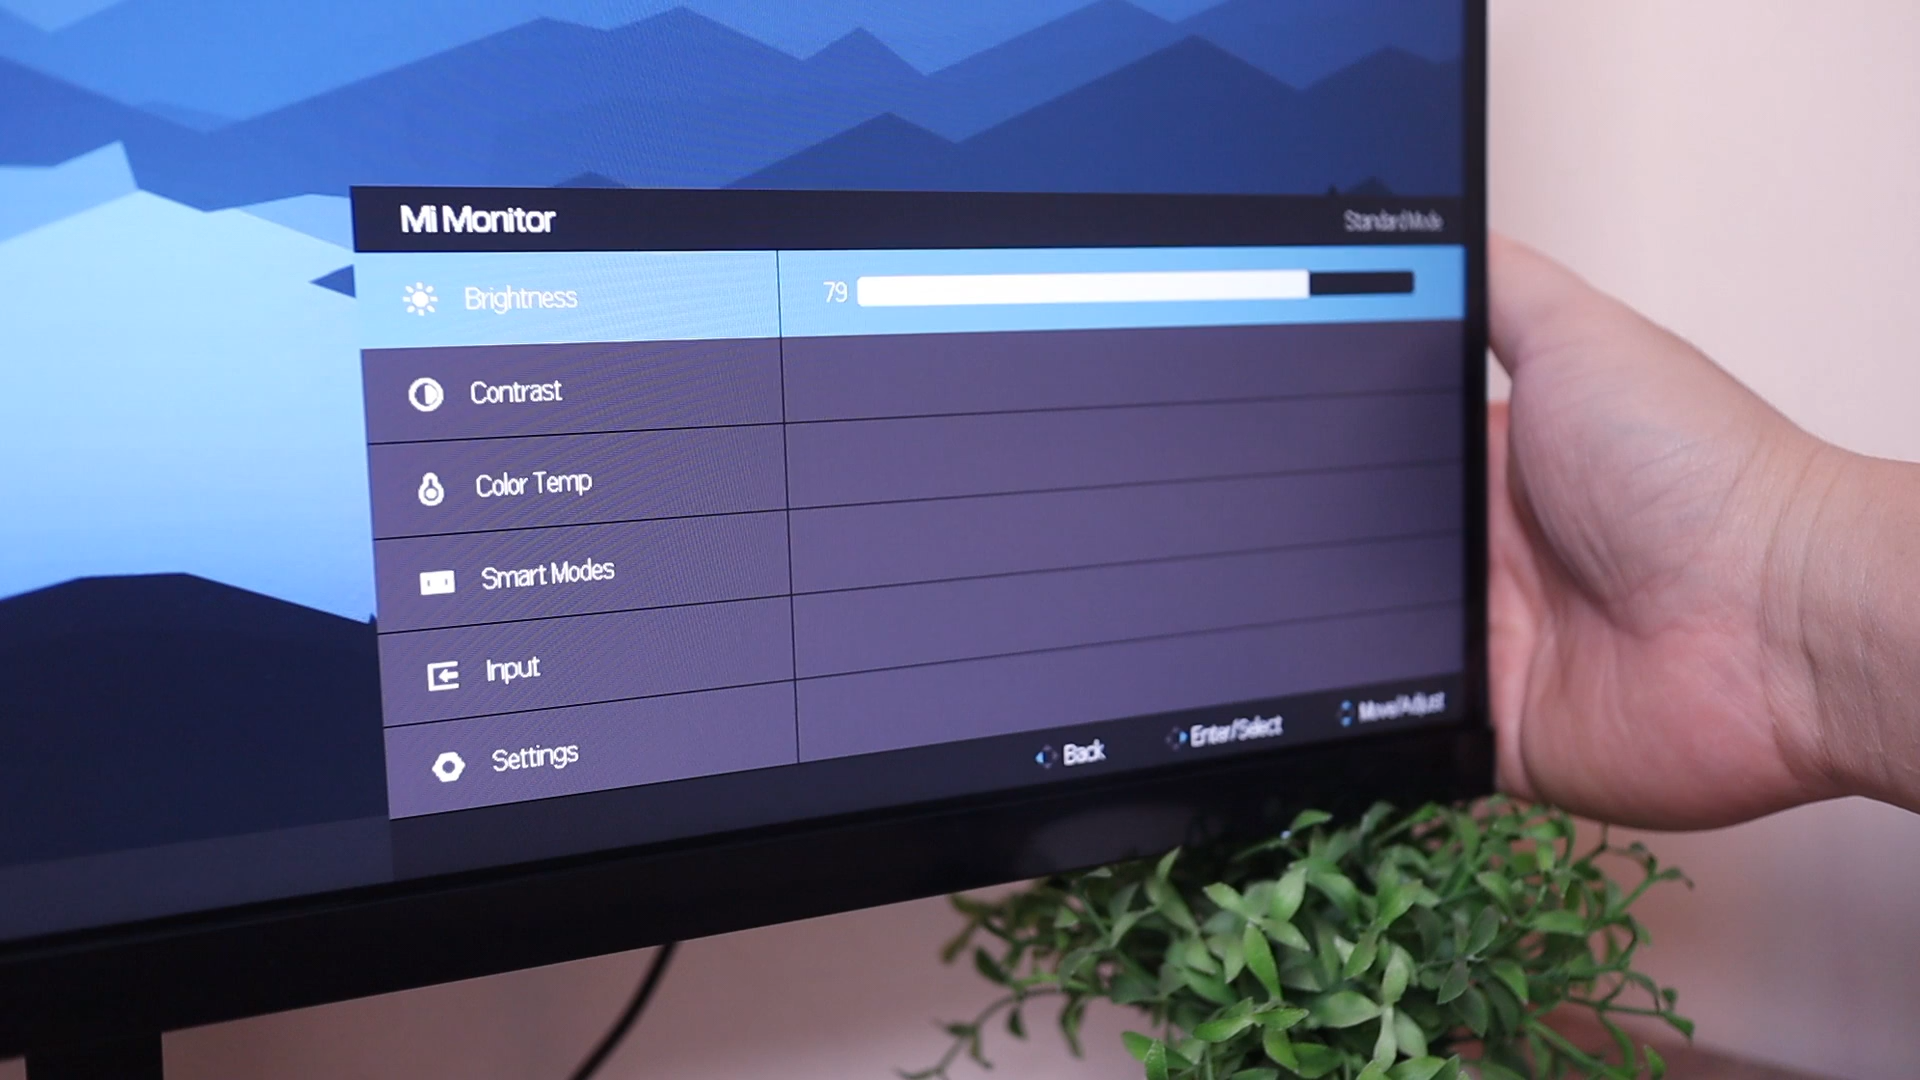 Mi Monitor
Standard Mode
Brightness
79
Contrast
Color Temp
Smart Modes
Input
Settings
Back
Enter/Select
Move/Adjust